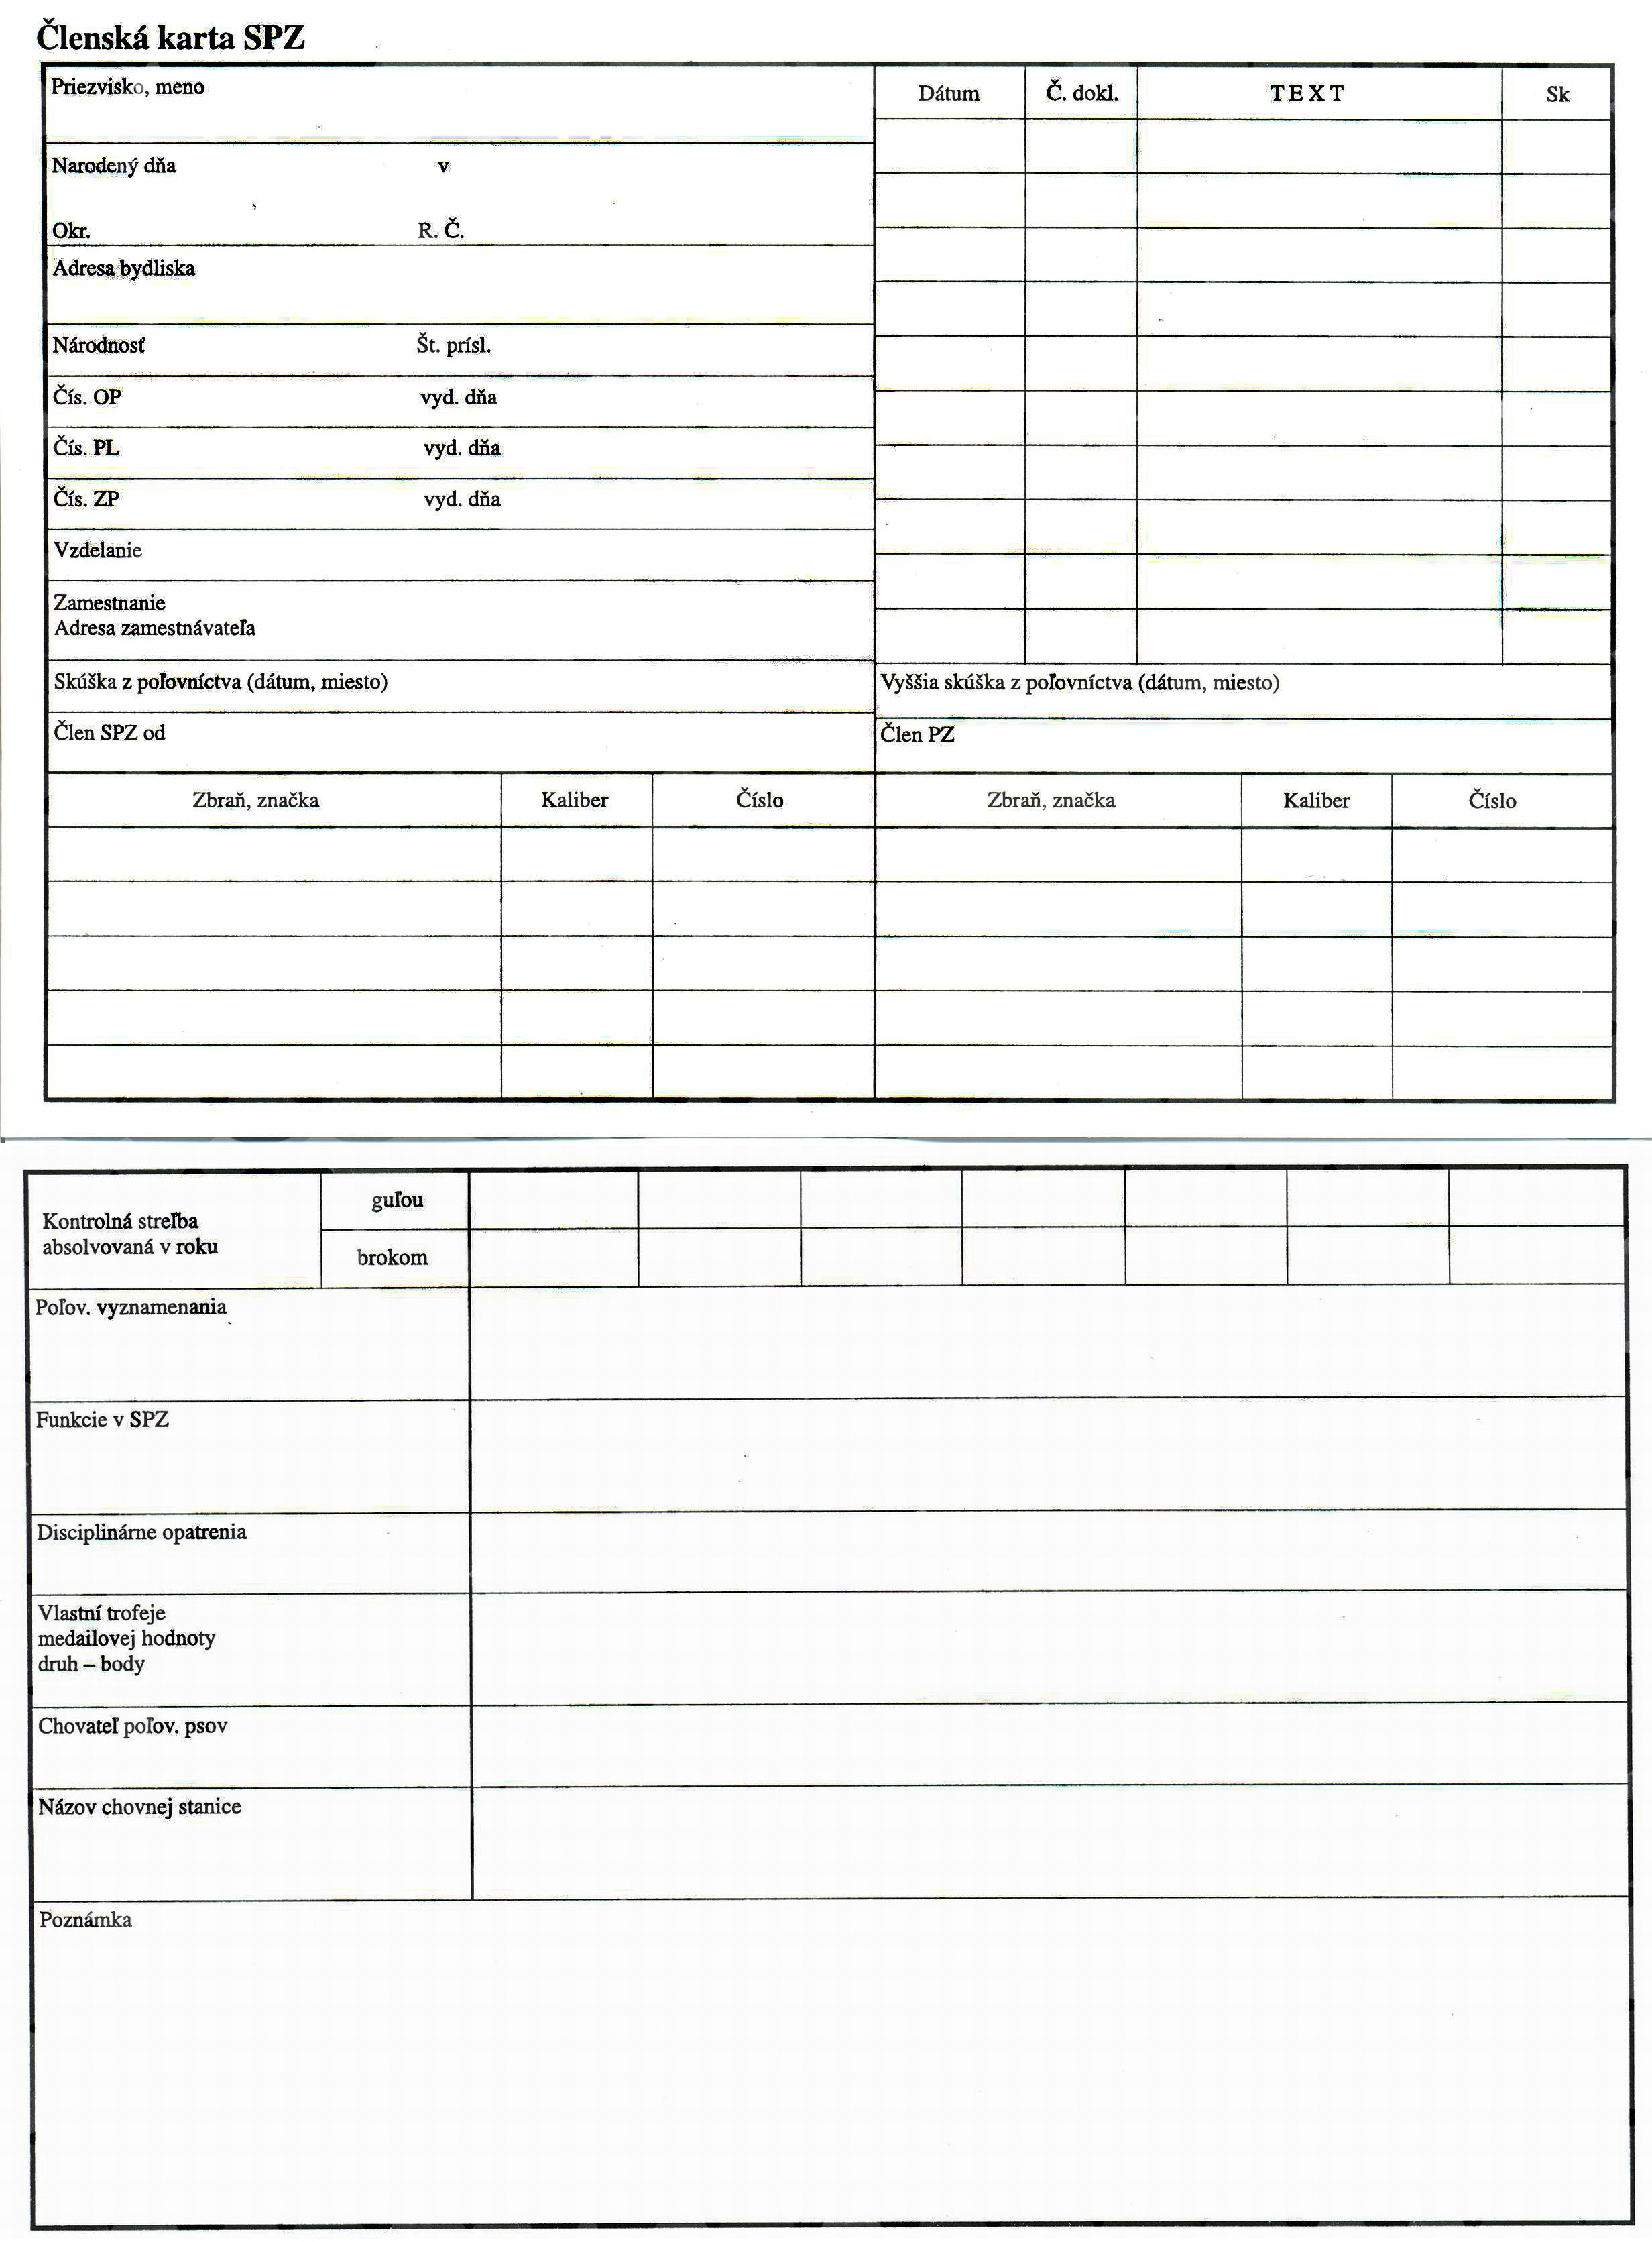 Členská karta SPZ
Priezvisko, meno
Narodený dňa v
Okr. R. Č.
Adresa bydliska
Národnosť Št. prísl.
Čís. OP vyd. dňa
Čís. PL vyd. dňa
Čís. ZP vyd. dňa
Vzdelanie
Zamestnanie
Adresa zamestnávateľa
Skúška z poľovníctva (dátum, miesto)
Člen SPZ od
Dátum Č. dokl. TEXT Sk
Vyššia skúška z poľovníctva (dátum, miesto)
Člen PZ
Zbraň, značka Kaliber Číslo Zbraň, značka Kaliber Číslo
Kontrolná streľba
absolvovaná v roku
guľou
brokom
Poľov. vyznamenania
Funkcie v SPZ
Disciplinárne opatrenia
Vlastní trofeje
medailovej hodnoty
druh – body
Chovateľ poľov. psov
Názov chovnej stanice
Poznámka